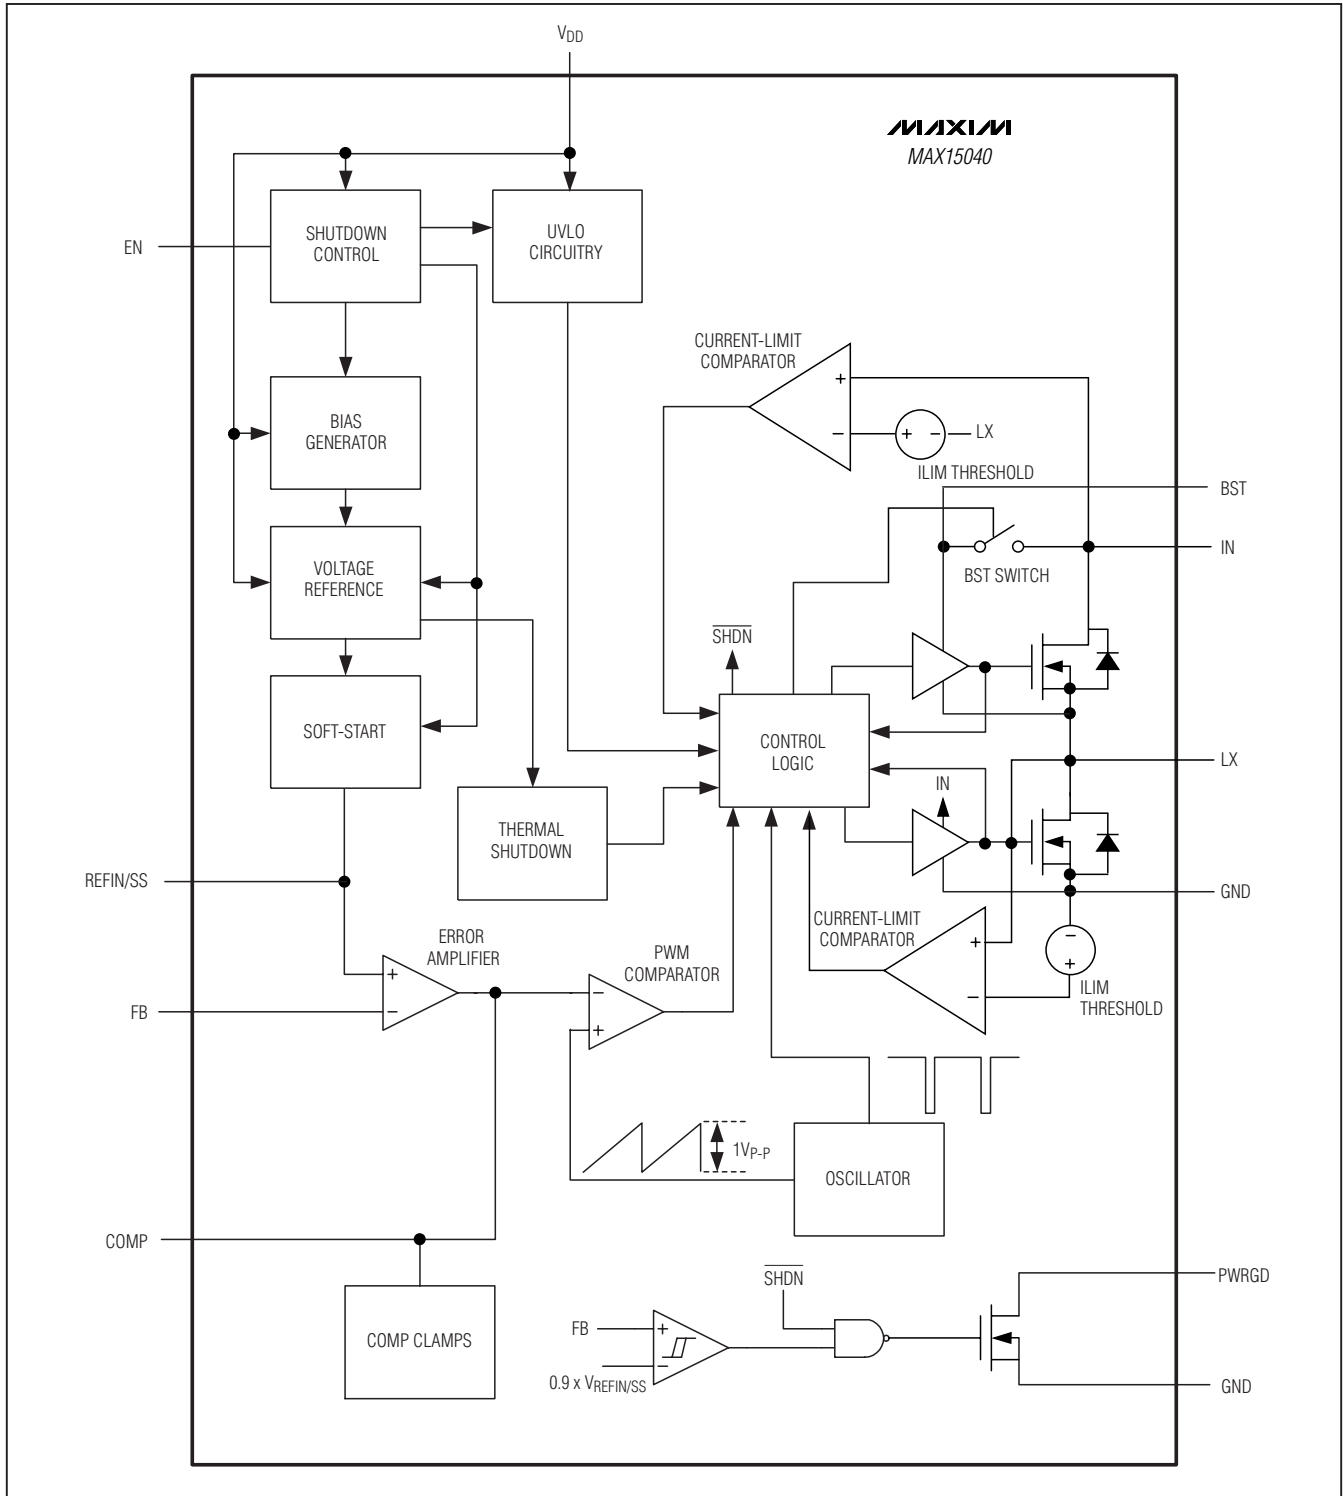 VDD
MAXIM
MAX15040
SHUTDOWN
CONTROL
UVLO
CIRCUITRY
EN
CURRENT-LIMIT
COMPARATOR
+
−
+ −
LX
ILIM THRESHOLD
BIAS
GENERATOR
BST
IN
BST SWITCH
VOLTAGE
REFERENCE
SHDN
SOFT-START
CONTROL
LOGIC
LX
IN
THERMAL
SHUTDOWN
REFIN/SS
GND
CURRENT-LIMIT
COMPARATOR
+
−
−
+
ILIM
THRESHOLD
ERROR
AMPLIFIER
+
−
PWM
COMPARATOR
−
+
FB
1VP-P
OSCILLATOR
COMP
COMP CLAMPS
SHDN
PWRGD
FB
+
−
0.9 x VREFIN/SS
GND